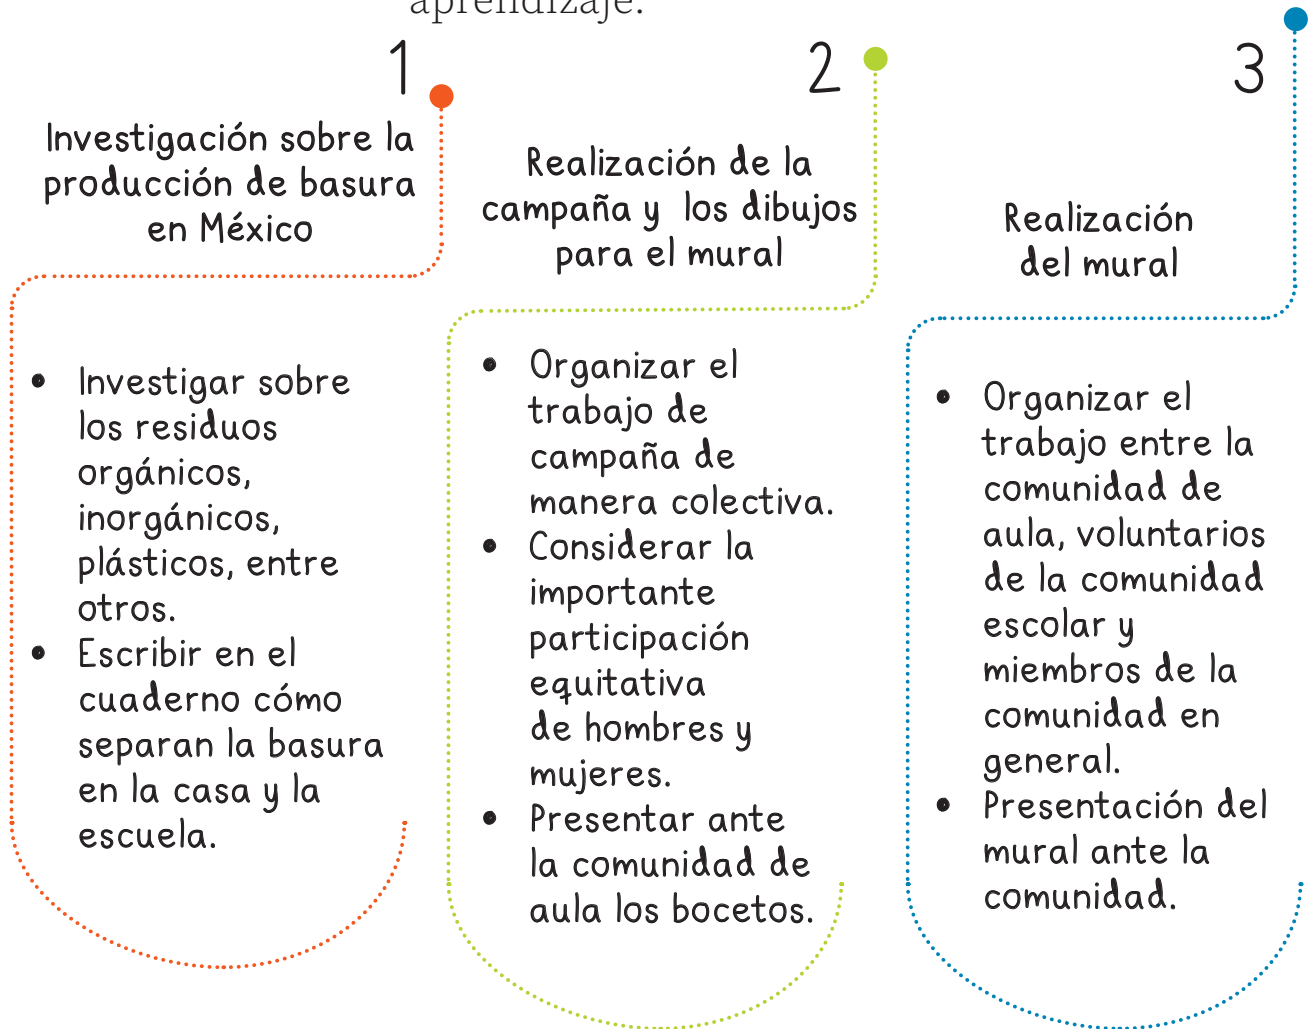 aprendizaje.
1
Investigación sobre la
producción de basura
en México
• Investigar sobre
los residuos
orgánicos,
inorgánicos,
plásticos, entre
otros.
• Escribir en el
cuaderno cómo
separan la basura
en la casa y la
escuela.
2
Realización de la
campaña y los dibujos
para el mural
• Organizar el
trabajo de
campaña de
manera colectiva.
• Considerar la
importante
participación
equitativa
de hombres y
mujeres.
• Presentar ante
la comunidad de
aula los bocetos.
3
Realización
del mural
• Organizar el
trabajo entre la
comunidad de
aula, voluntarios
de la comunidad
escolar y
miembros de la
comunidad en
general.
• Presentación del
mural ante la
comunidad.